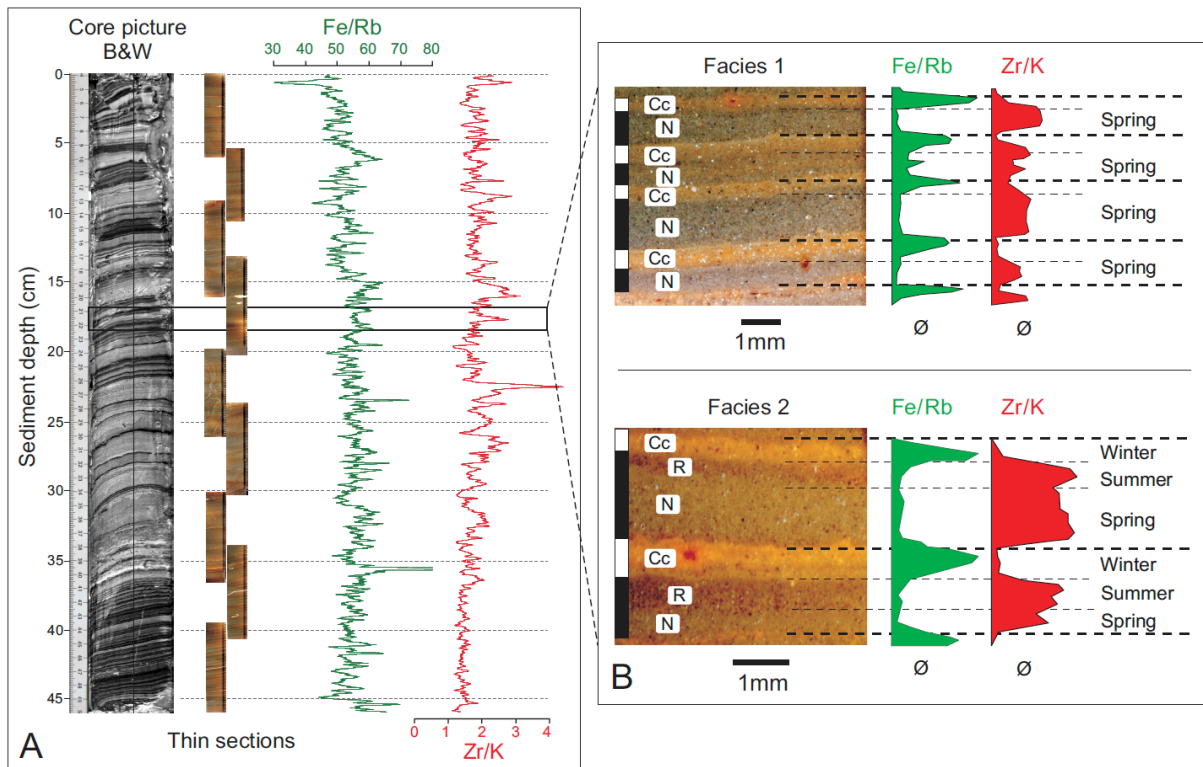 Core picture
B&W
Fe/Rb
30 40 50 60 70 80
0
5
10
15
20
25
30
35
40
45
Sediment depth (cm)
Thin sections
0 1 2 3 4
Zr/K
A
Facies 1
Fe/Rb
Zr/K
Cc
N
Cc
N
Cc
N
Cc
N
Spring
Spring
Spring
Spring
1mm
Ø
Ø
Facies 2
Fe/Rb
Zr/K
Cc
R
N
Cc
R
N
Winter
Summer
Spring
Winter
Summer
Spring
1mm
Ø
Ø
B